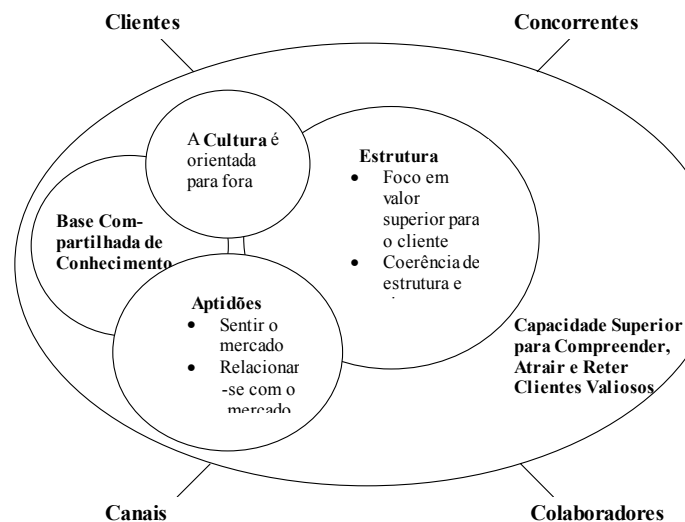 Clientes
Concorrentes
A Cultura é
orientada
para fora
Estrutura
• Foco em
valor
superior para
o cliente
• Coerência de
estrutura e
Base Com-
partilhada de
Conhecimento
Aptidões
• Sentir o
mercado
• Relacionar
-se com o
mercado
Capacidade Superior
para Compreender,
Atrair e Reter
Clientes Valiosos
Canais
Colaboradores